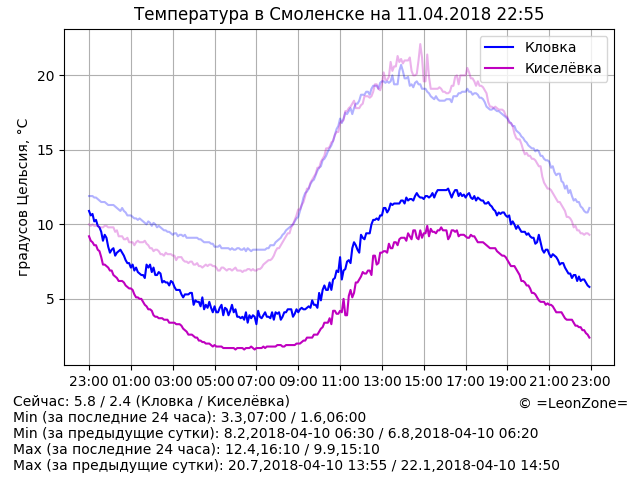 Температура в Смоленске на 11.04.2018 22:55
градусов Цельсия, °C
20
15
10
5
Кловка
Киселёвка
23:00 01:00 03:00 05:00 07:00 09:00 11:00 13:00 15:00 17:00 19:00 21:00 23:00
Сейчас: 5.8 / 2.4 (Кловка / Киселёвка)
© =LeonZone=
Min (за последние 24 часа): 3.3,07:00 / 1.6,06:00
Min (за предыдущие сутки): 8.2,2018-04-10 06:30 / 6.8,2018-04-10 06:20
Max (за последние 24 часа): 12.4,16:10 / 9.9,15:10
Max (за предыдущие сутки): 20.7,2018-04-10 13:55 / 22.1,2018-04-10 14:50